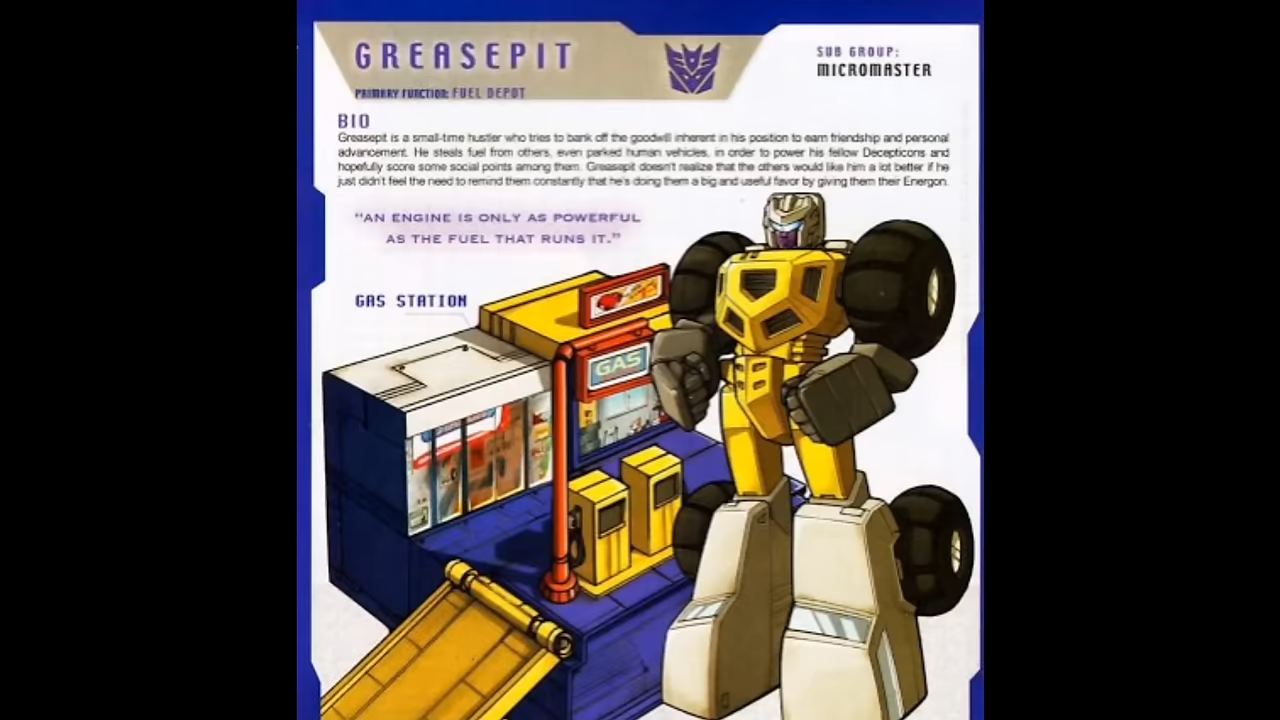 GREASEPIT
PRIMARY FUNCTION: FUEL DEPOT
SUB GROUP:
MICROMASTER
BIO
Greasepit is a small-time hustler who tries to bank off the goodwill inherent in his position to earn friendship and personal
advancement. He steals fuel from others, even parked human vehicles, in order to power his fellow Decepticons and
hopefully score some social points among them. Greasepit doesn't realize that the others would like him a lot better if he
just didn't feel the need to remind them constantly that he's doing them a big and useful favor by giving them their Energon.
"AN ENGINE IS ONLY AS POWERFUL
AS THE FUEL THAT RUNS IT."
GAS STATION
GAS